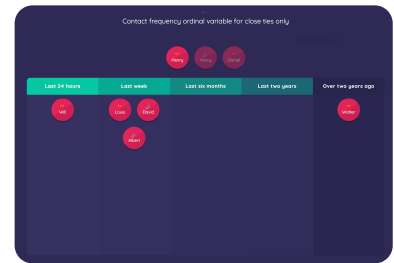 Contact frequency ordinal variable for close ties only
Henry Harry Daniel
Last 24 hours Last week Last six months Last two years Over two years ago
Will Louis David Walter
Albert